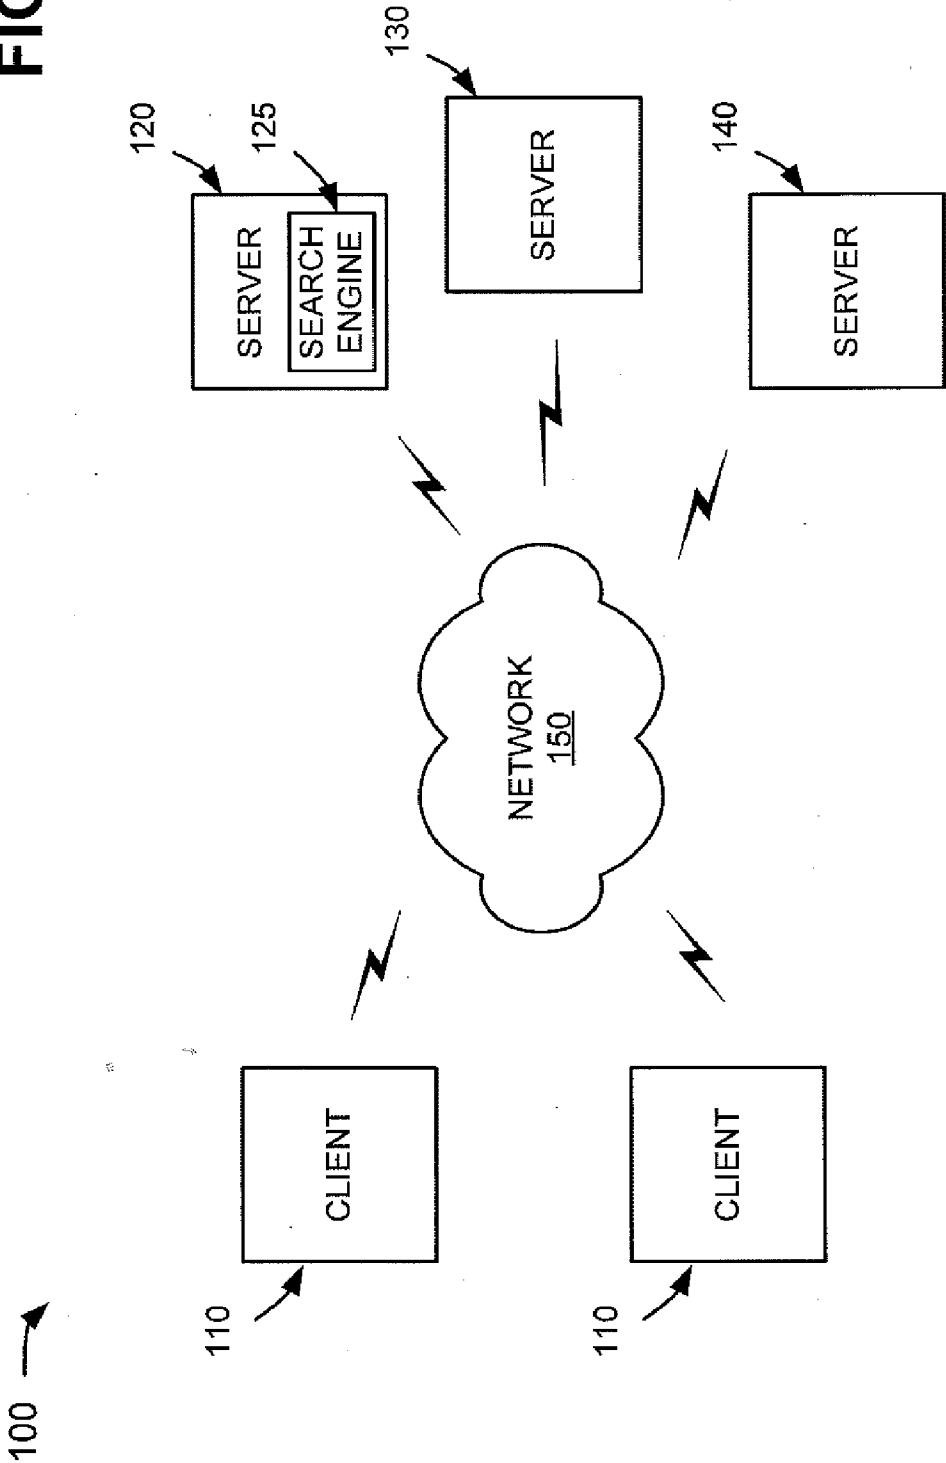 FIG
100
110
CLIENT
110
CLIENT
NETWORK
150
120
SERVER
125
SEARCH
ENGINE
130
SERVER
140
SERVER